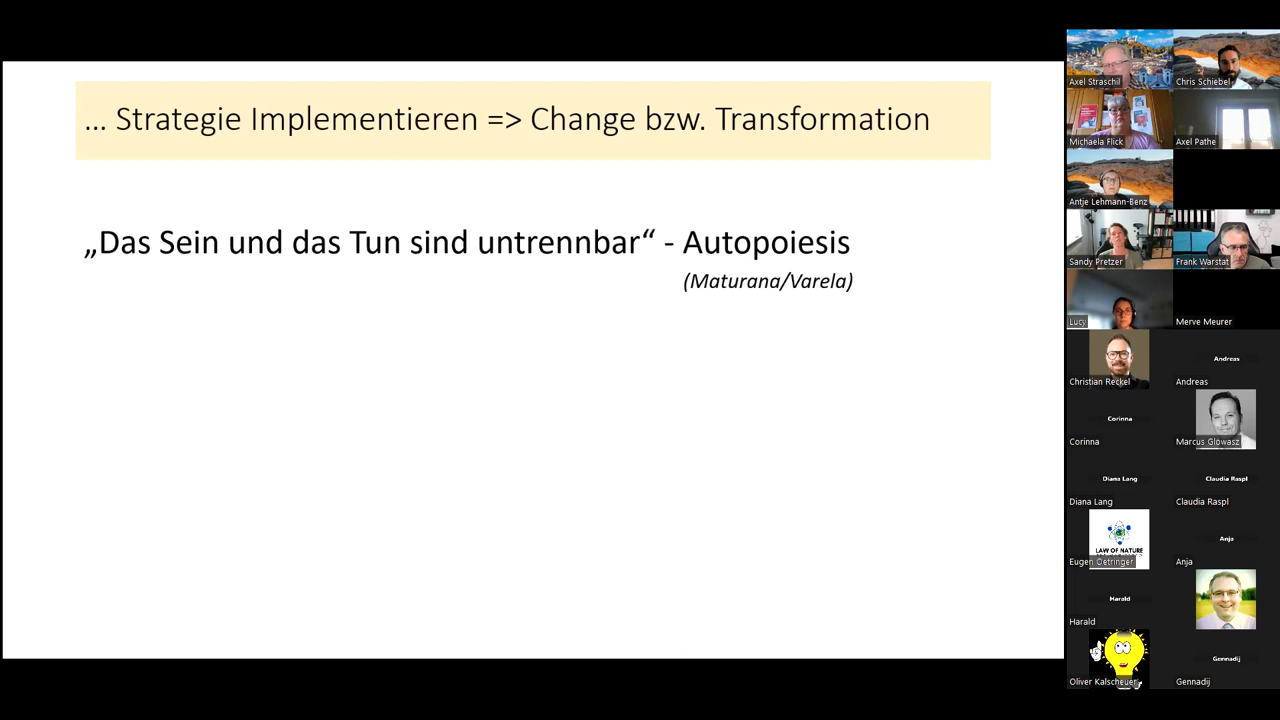 ... Strategie Implementieren => Change bzw. Transformation
„Das Sein und das Tun sind untrennbar“ - Autopoiesis
(Maturana/Varela)
Axel Straschil
Chris Schiebel
Michaela Flick
Axel Pathe
Antje Lehmann-Benz
Sandy Pretzer
Frank Warstat
Lucy
Merve Meurer
Christian Reckel
Andreas
Andreas
Corinna
Corinna
Marcus Glowasz
Diana Lang
Diana Lang
Claudia Raspl
Claudia Raspl
LAW OF NATURE
Eugen Oetringer
Anja
Anja
Harald
Harald
Oliver Kalscheuer
Gennadij
Gennadij